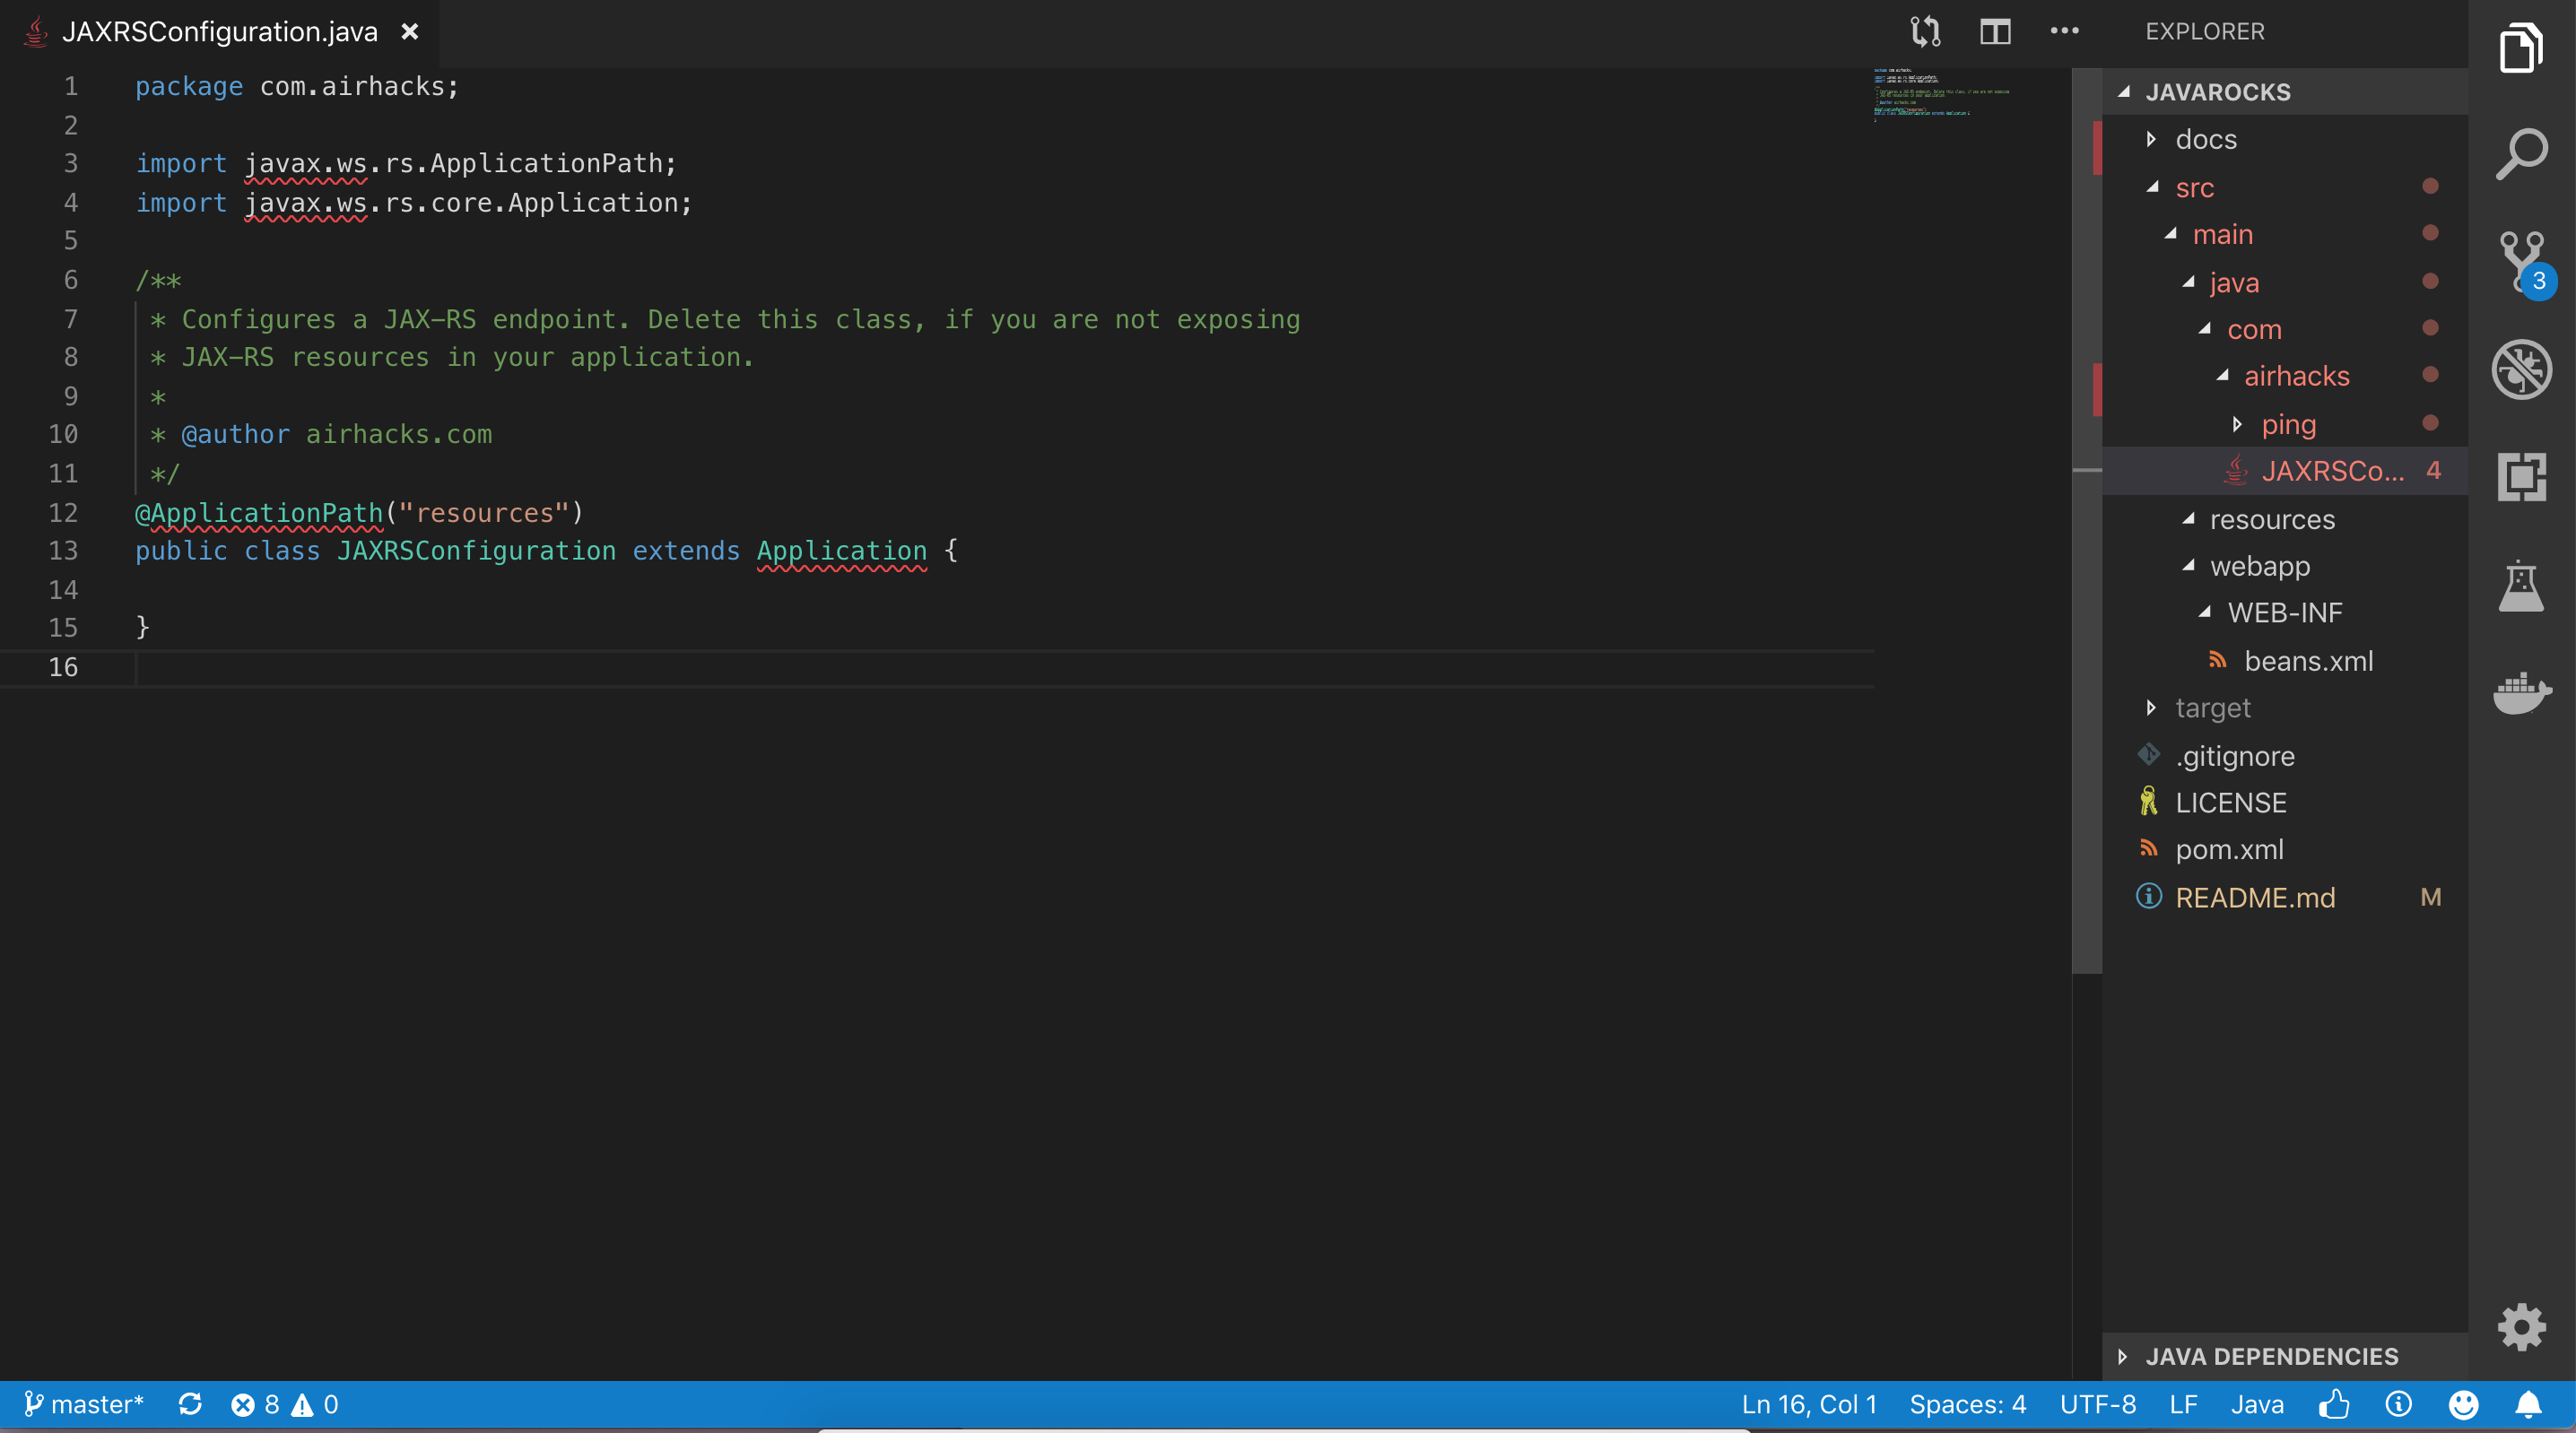 JAXRSConfiguration.java
1 package com.airhacks;
2
3 import javax.ws.rs.ApplicationPath;
4 import javax.ws.rs.core.Application;
5
6 /**
7 * Configures a JAX-RS endpoint. Delete this class, if you are not exposing
8 * JAX-RS resources in your application.
9 *
10 * @author airhacks.com
11 */
12 @ApplicationPath("resources")
13 public class JAXRSConfiguration extends Application {
14
15 }
16
EXPLORER
JAVAROCKS
docs
src
main
java
com
airhacks
ping
JAXRSCo... 4
resources
webapp
WEB-INF
beans.xml
target
.gitignore
LICENSE
pom.xml
README.md M
JAVA DEPENDENCIES
3
master* 8 0 Ln 16, Col 1 Spaces: 4 UTF-8 LF Java